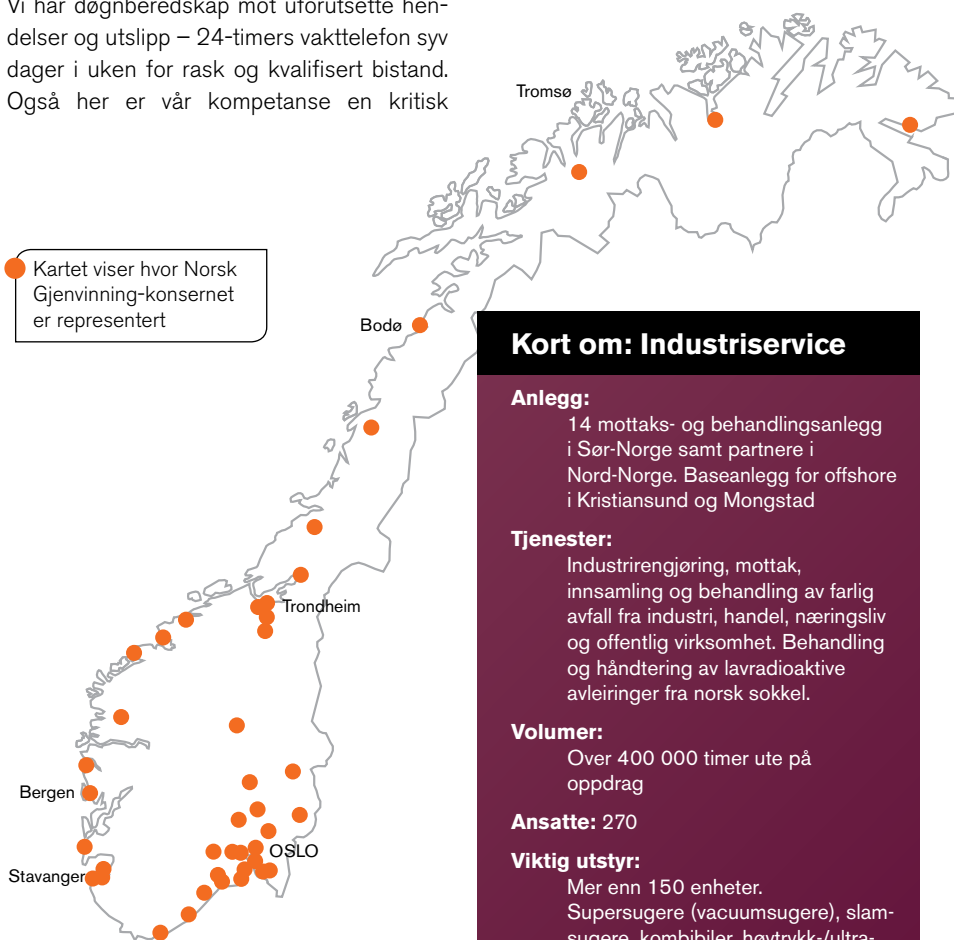 Vi har døgnberedskap mot uforutsette hen-
delser og utslipp – 24-timers vakttelefon syv
dager i uken for rask og kvalifisert bistand.
Også her er vår kompetanse en kritisk
Tromsø
Kartet viser hvor Norsk
Gjenvinning-konsernet
er representert
Bodø
Trondheim
Bergen
OSLO
Stavanger
Kort om: Industriservice
Anlegg:
14 mottaks- og behandlingsanlegg
i Sør-Norge samt partnere i
Nord-Norge. Baseanlegg for offshore
i Kristiansund og Mongstad
Tjenester:
Industrirengjøring, mottak,
innsamling og behandling av farlig
avfall fra industri, handel, næringsliv
og offentlig virksomhet. Behandling
og håndtering av lavradioaktive
avleiringer fra norsk sokkel.
Volumer:
Over 400 000 timer ute på
oppdrag
Ansatte: 270
Viktig utstyr:
Mer enn 150 enheter.
Supersugere (vacuumsugere), slam-
sugere, kombibiler, høytrykk-/ultra-